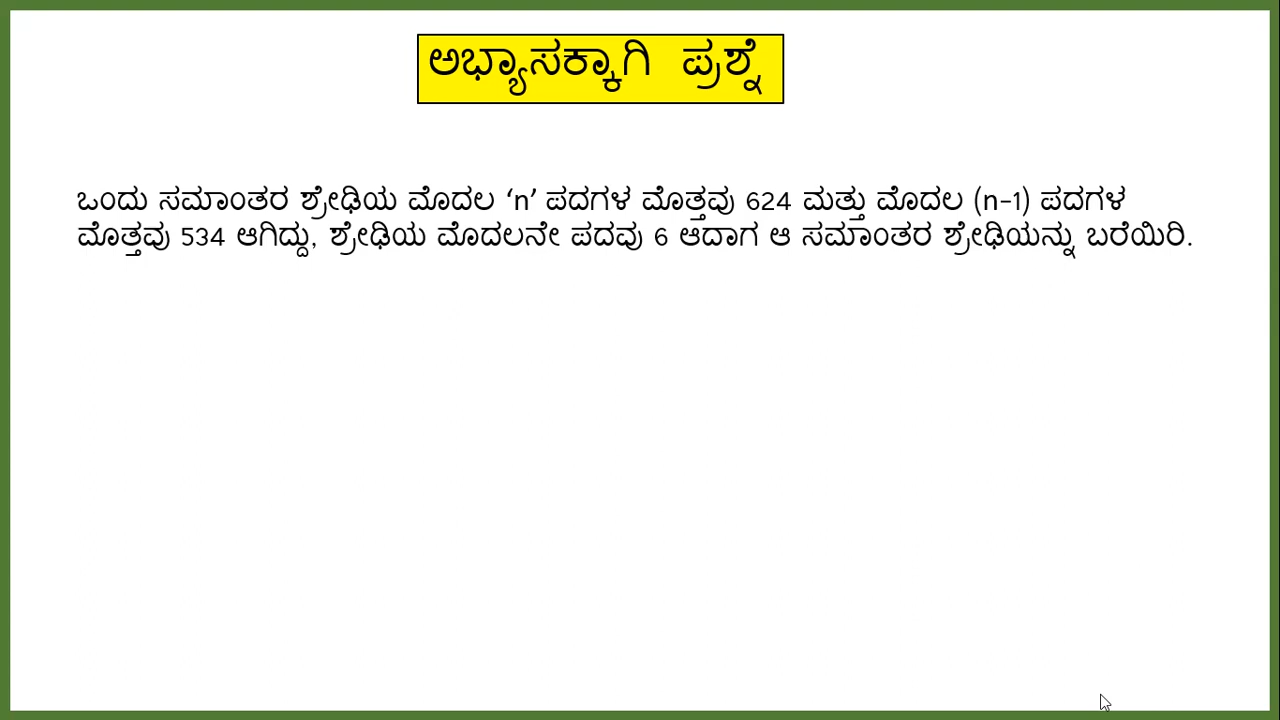 ಅಭ್ಯಾಸಕ್ಕಾಗಿ ಪ್ರಶ್ನೆ
ಒಂದು ಸಮಾಂತರ ಶ್ರೇಢಿಯ ಮೊದಲ ‘n’ ಪದಗಳ ಮೊತ್ತವು 624 ಮತ್ತು ಮೊದಲ (n-1) ಪದಗಳ
ಮೊತ್ತವು 534 ಆಗಿದ್ದು, ಶ್ರೇಢಿಯ ಮೊದಲನೇ ಪದವು 6 ಆದಾಗ ಆ ಸಮಾಂತರ ಶ್ರೇಢಿಯನ್ನು ಬರೆಯಿರಿ.